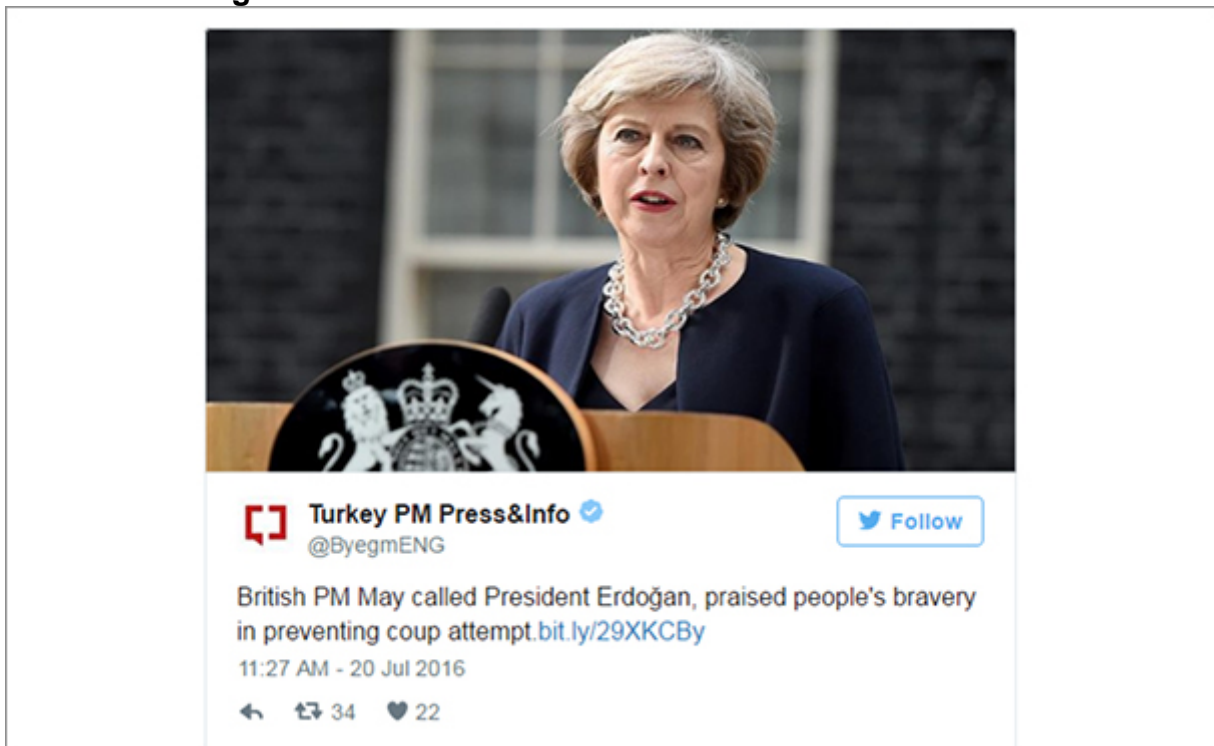 Turkey PM Press&Info
Follow
@ByegmENG
British PM May called President Erdoğan, praised people's bravery
in preventing coup attempt.bit.ly/29XKCBy
11:27 AM - 20 Jul 2016
34 22